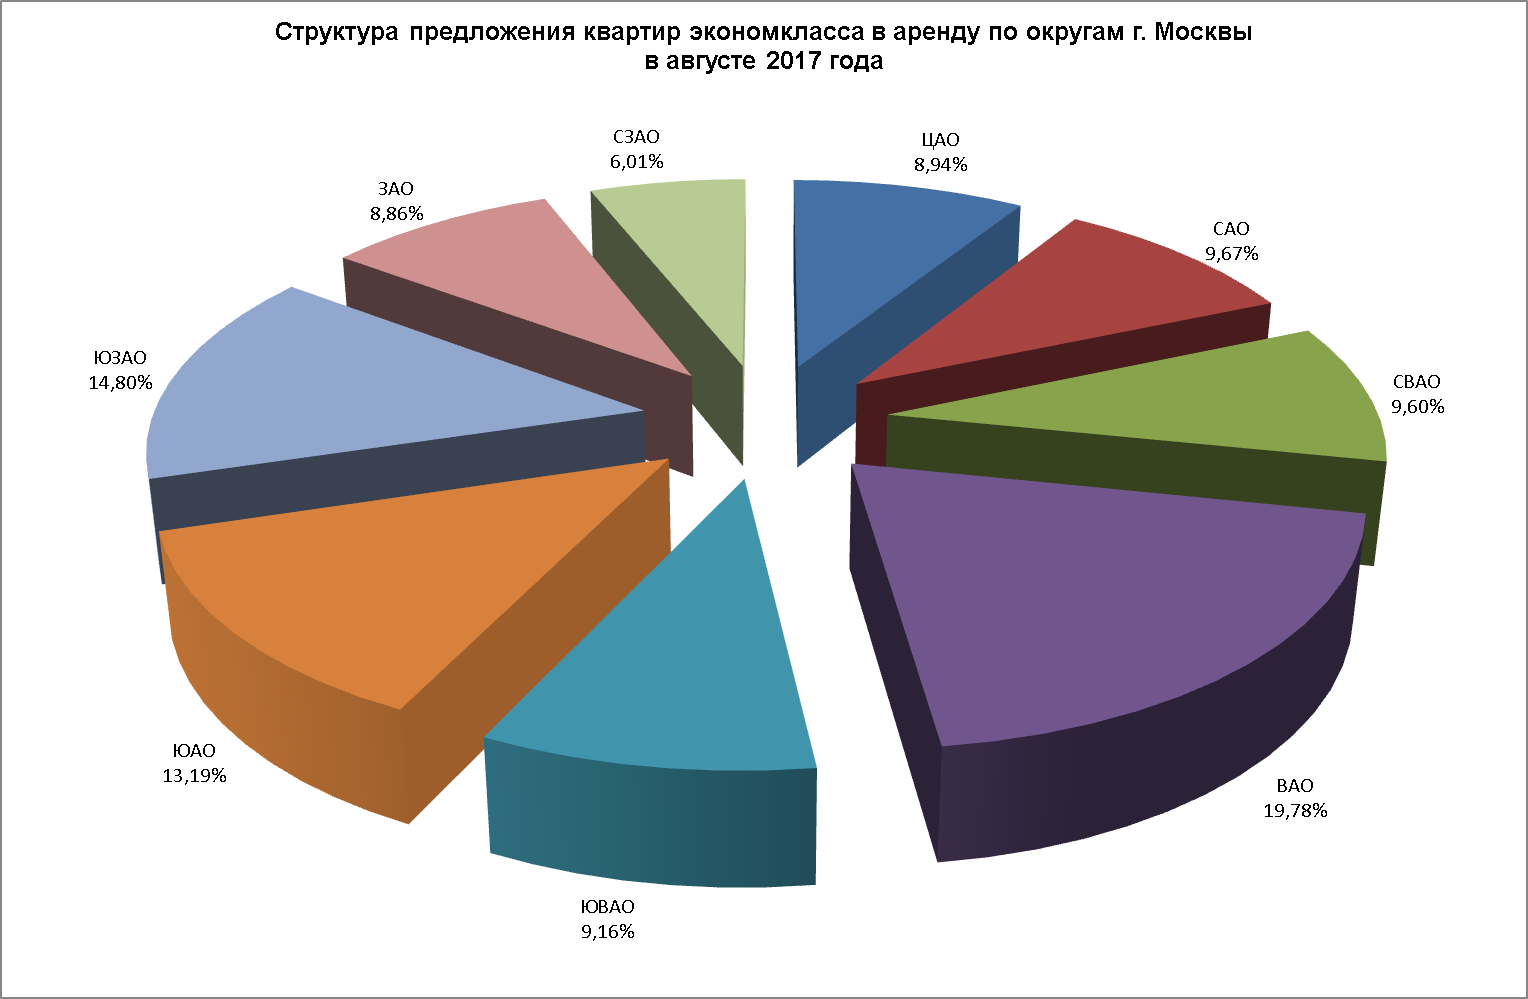 Структура предложения квартир экономкласса в аренду по округам г. Москвы
в августе 2017 года
СЗАО
6,01%
ЦАО
8,94%
ЗАО
8,86%
САО
9,67%
ЮЗАО
14,80%
СВАО
9,60%
ЮАО
13,19%
ВАО
19,78%
ЮВАО
9,16%